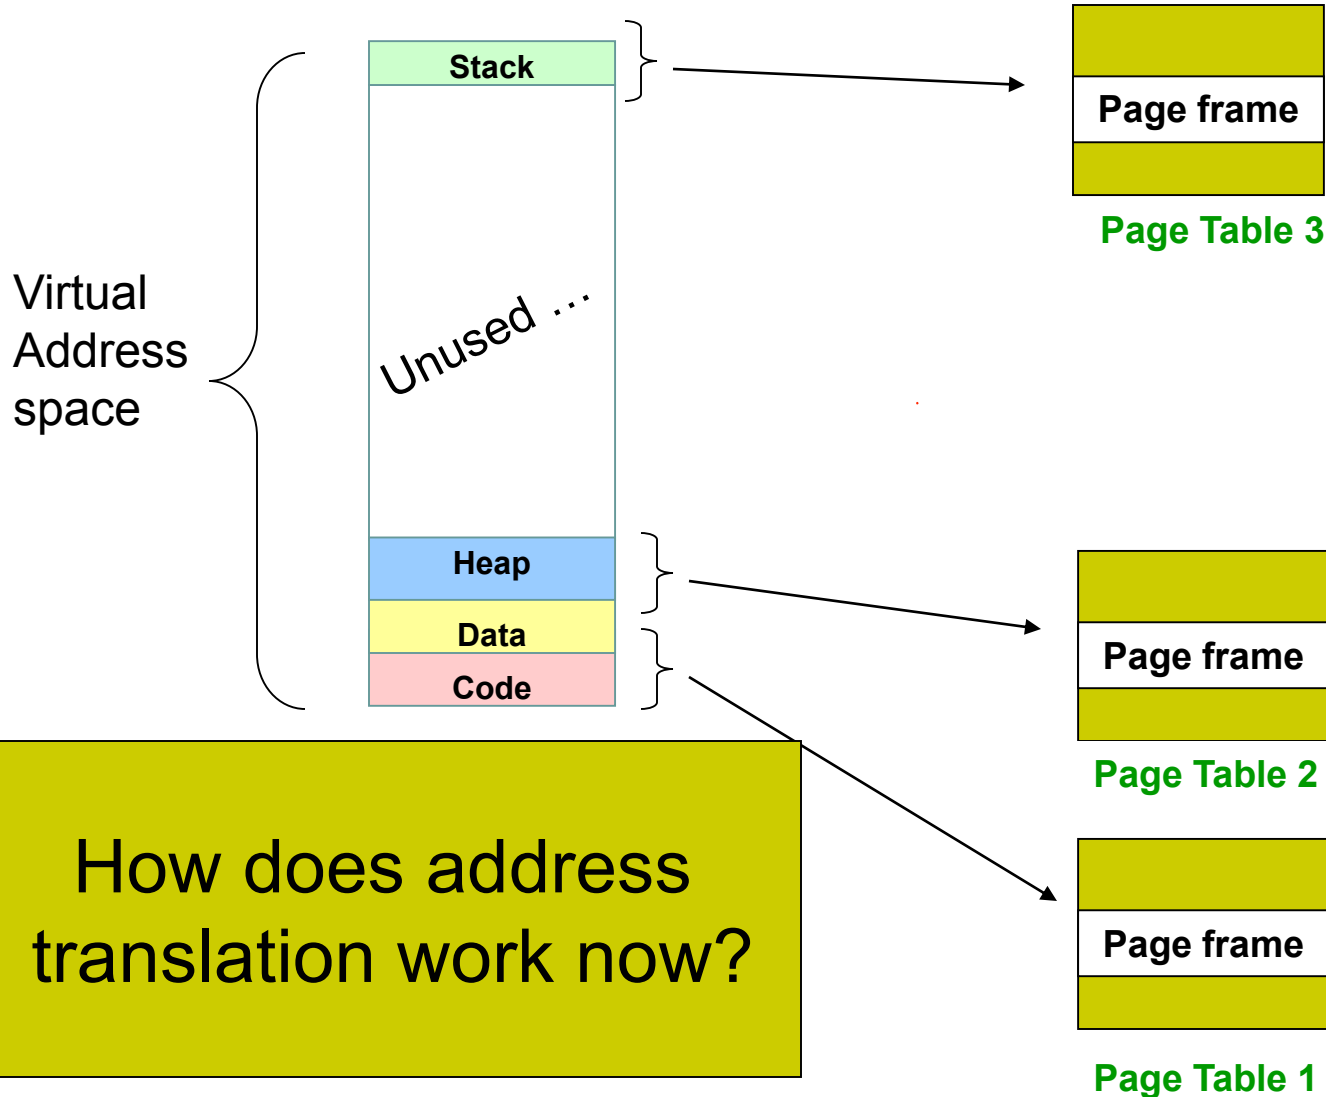 Stack
Page frame
Page Table 3
Virtual
Address
space
Unused …
Heap
Data
Code
Page frame
Page Table 2
How does address
translation work now?
Page frame
Page Table 1